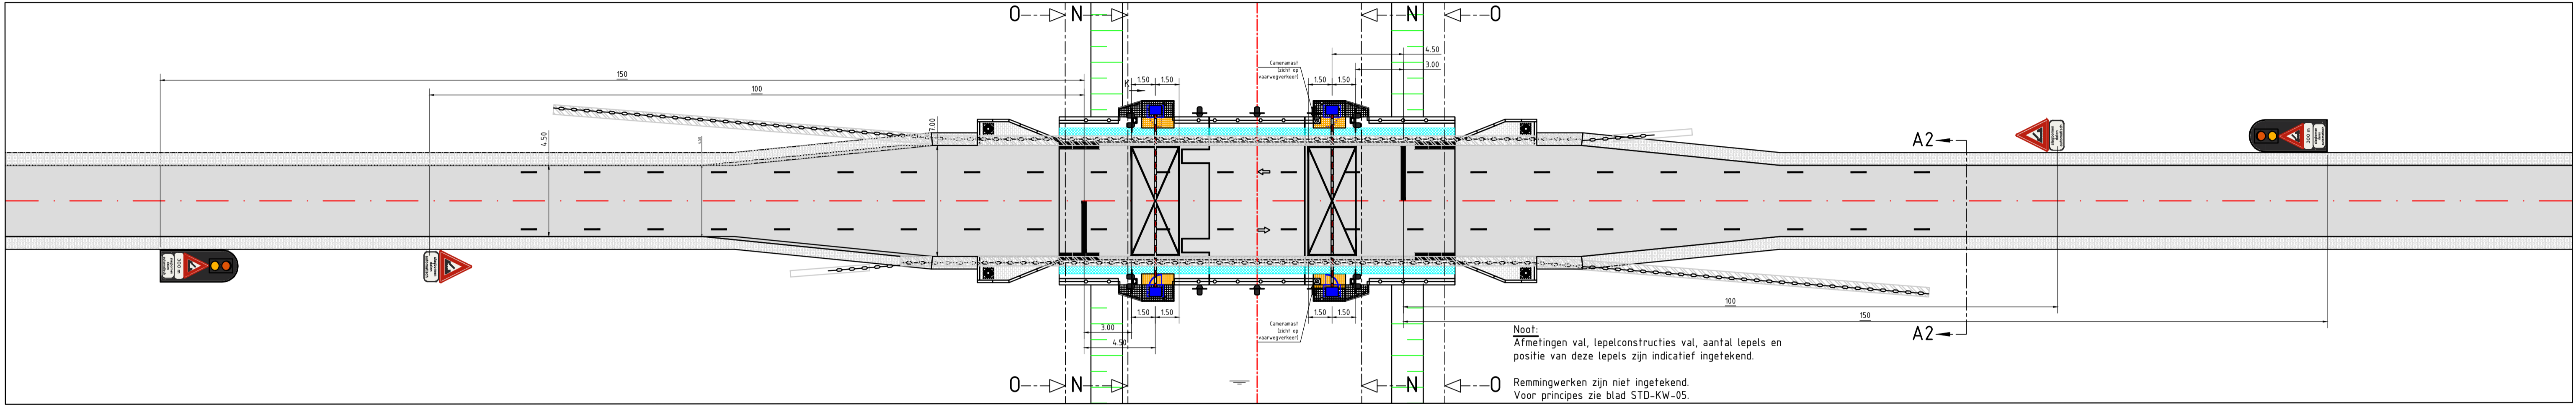 O N N O
4.50
3.00
Cameramast
(zicht op
vaarwegverkeer)
150
1.50 1.50
1.50 1.50
K
100
7.00
4.50
A2
300 m
300 m
100
150
1.50 1.50
1.50 1.50
3.00
4.50
Cameramast
(zicht op
vaarwegverkeer)
A2
Noot:
Afmetingen val, lepelconstructies val, aantal lepels en
positie van deze lepels zijn indicatief ingetekend.
Remmingwerken zijn niet ingetekend.
Voor principes zie blad STD-KW-05.
O N N O